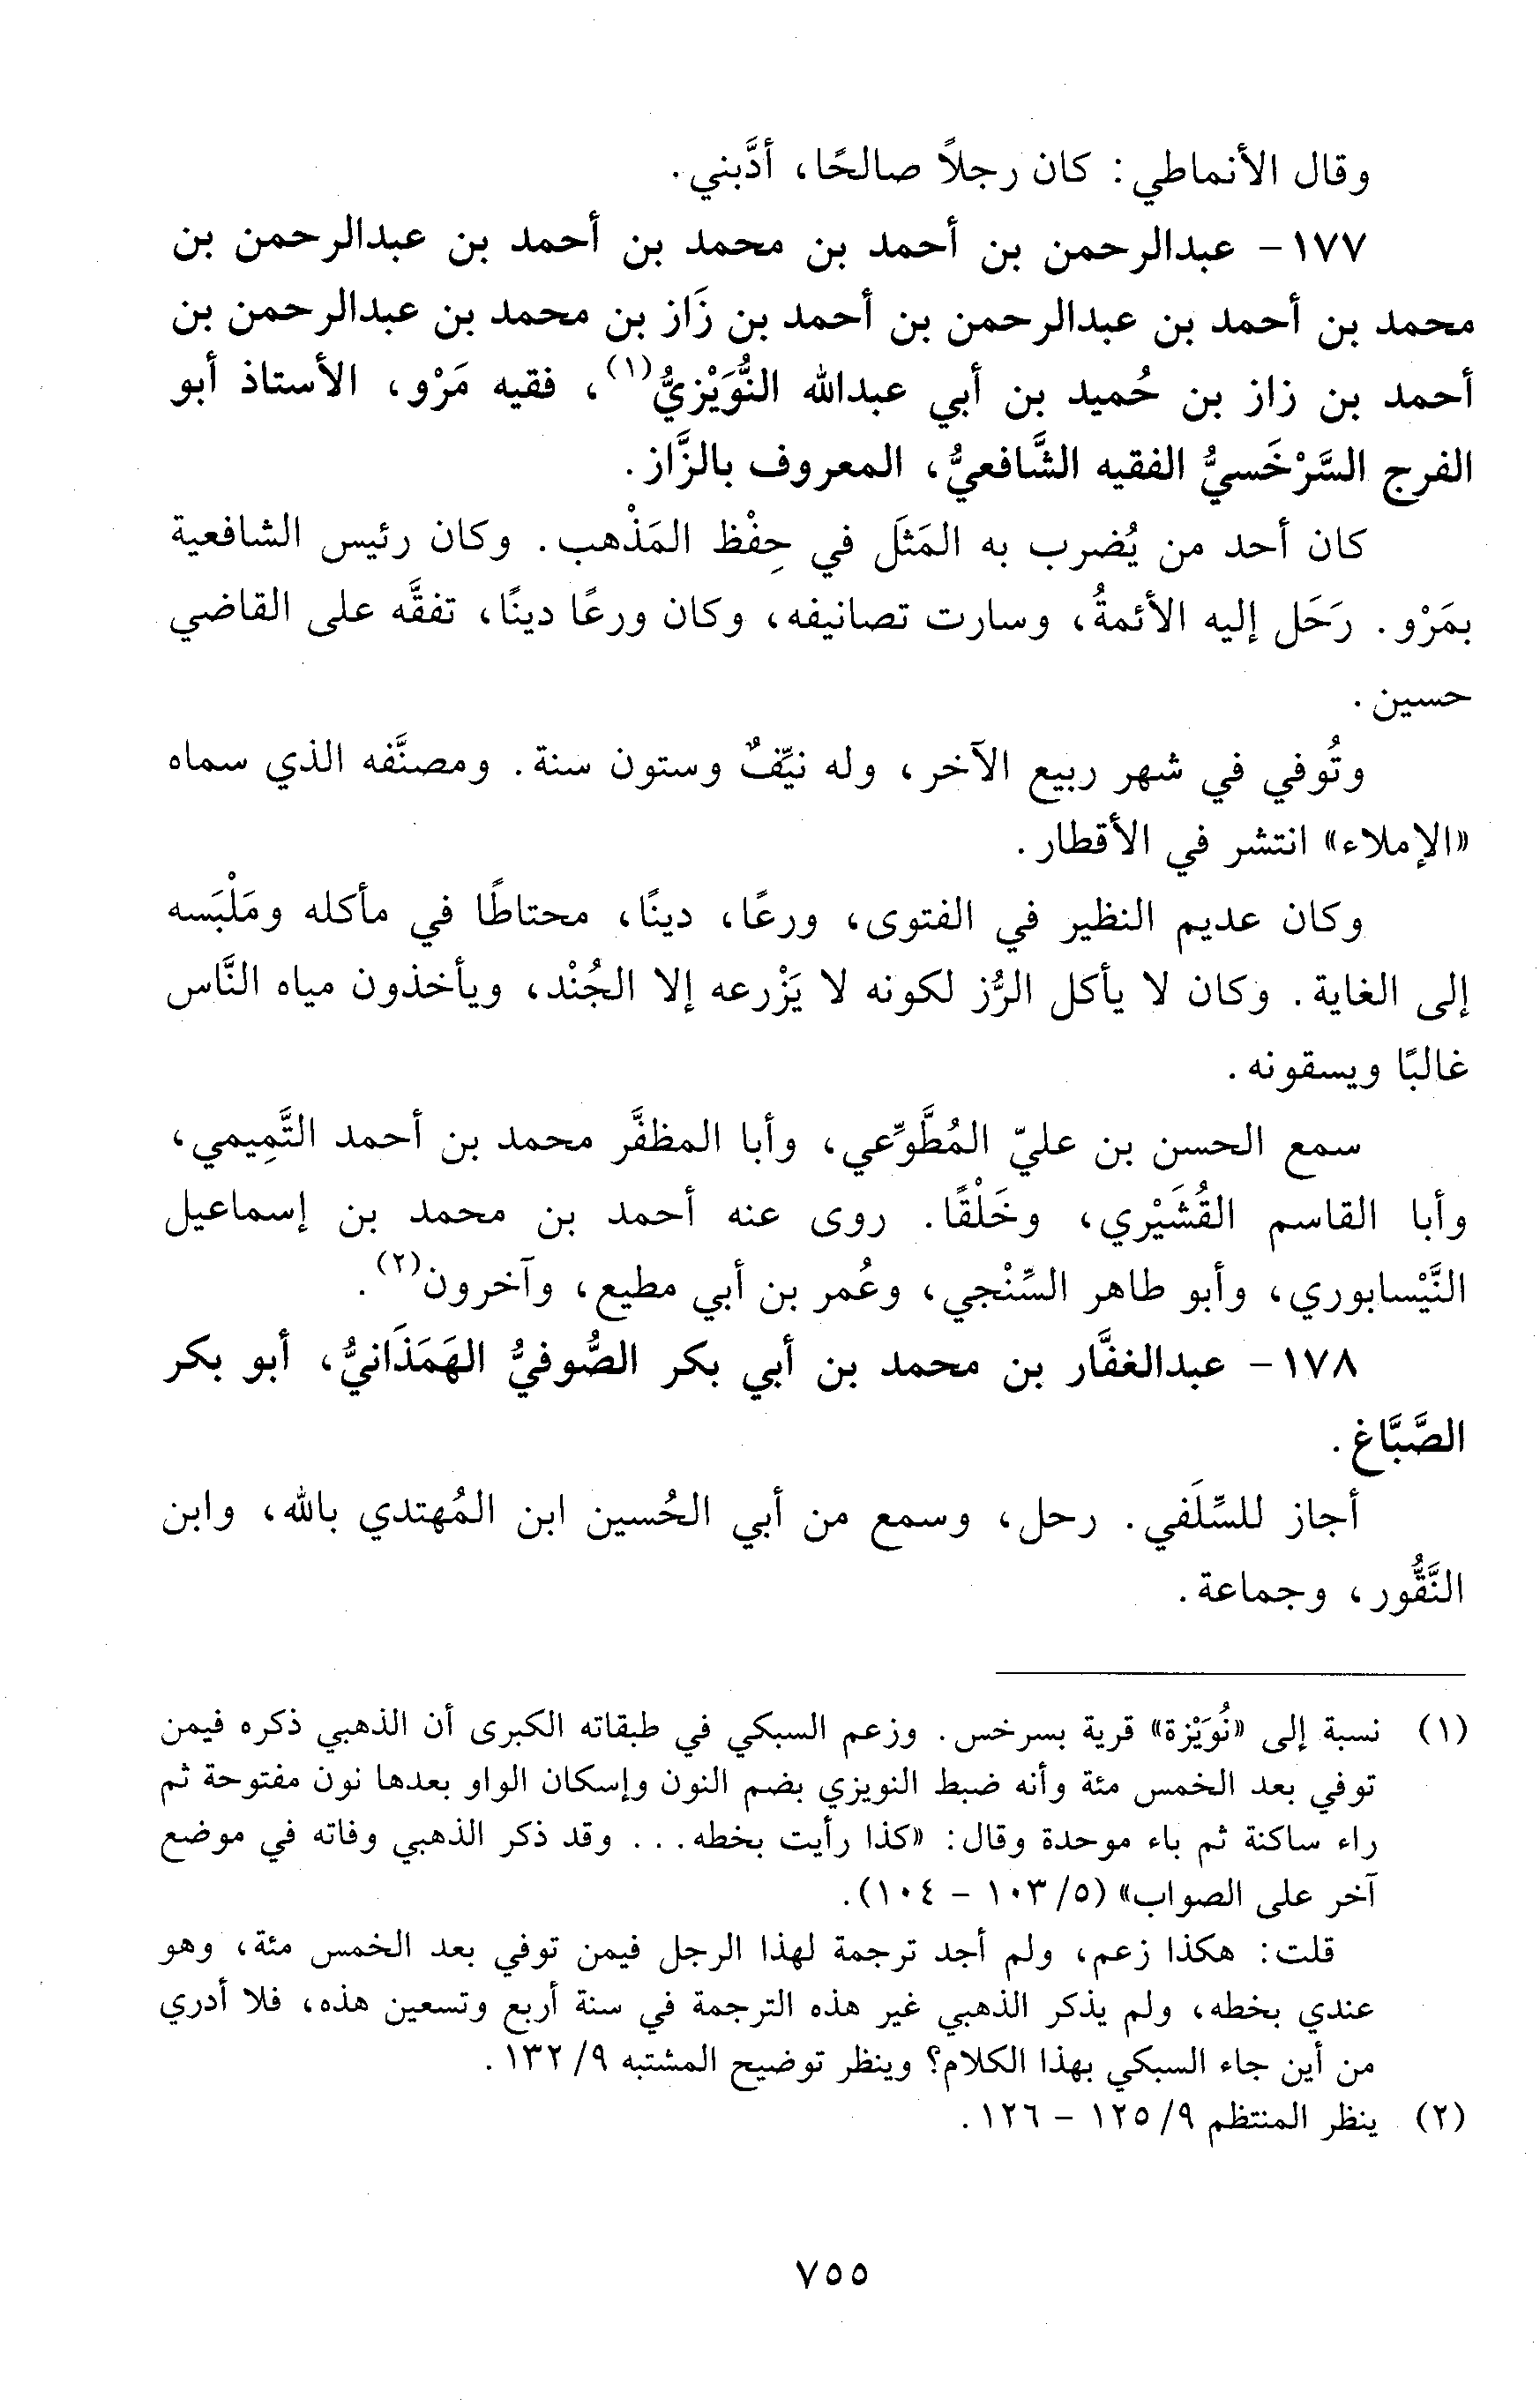 وقال الأنماطي: كان رجلاً صالحًا، أدَّبني.
١٧٧ - عبدالرحمن بن أحمد بن محمد بن أحمد بن عبدالرحمن بن
محمد بن أحمد بن عبدالرحمن بن أحمد بن زَاز بن محمد بن عبدالرحمن بن
أحمد بن زاز بن حُميد بن أبي عبدالله النُّوَيْزيُّ(١)، فقيه مَرْو، الأستاذ أبو
الفرج السَّرْخَسيُّ الفقيه الشَّافعيُّ، المعروف بالزَّاز.
كان أحد من يُضرب به المَثَل في حِفْظ المَذْهب. وكان رئيس الشافعية
بمَرْو. رَحَل إليه الأئمةُ، وسارت تصانيفه، وكان ورعًا دينًا، تفقَّه على القاضي
حسين.
وتُوفي في شهر ربيع الآخر، وله نيِّفٌ وستون سنة. ومصنَّفه الذي سماه
«الإملاء» انتشر في الأقطار.
وكان عديم النظير في الفتوى، ورعًا، دينًا، محتاطًا في مأكله ومَلْبَسه
إلى الغاية. وكان لا يأكل الرُّز لكونه لا يَزْرعه إلا الجُنْد، ويأخذون مياه النَّاس
غالبًا ويسقونه.
سمع الحسن بن عليّ المُطَّوِّعي، وأبا المظفَّر محمد بن أحمد التَّمِيمي،
وأبا القاسم القُشَيْري، وخَلْقًا. روى عنه أحمد بن محمد بن إسماعيل
النَّيْسابوري، وأبو طاهر السِّنْجي، وعُمر بن أبي مطيع، وآخرون(٢).
١٧٨ - عبدالغفَّار بن محمد بن أبي بكر الصُّوفيُّ الهَمَذَانيُّ، أبو بكر
الصَّبَّاغ.
أجاز للسِّلَفي. رحل، وسمع من أبي الحُسين ابن المُهتدي بالله، وابن
النَّقُّور، وجماعة.
(١) نسبة إلى «نُوَيْزة» قرية بسرخس. وزعم السبكي في طبقاته الكبرى أن الذهبي ذكره فيمن
توفي بعد الخمس مئة وأنه ضبط النويزي بضم النون وإسكان الواو بعدها نون مفتوحة ثم
راء ساكنة ثم باء موحدة وقال: «كذا رأيت بخطه... وقد ذكر الذهبي وفاته في موضع
آخر على الصواب» (٥/ ١٠٣ - ١٠٤).
قلت: هكذا زعم، ولم أجد ترجمة لهذا الرجل فيمن توفي بعد الخمس مئة، وهو
عندي بخطه، ولم يذكر الذهبي غير هذه الترجمة في سنة أربع وتسعين هذه، فلا أدري
من أين جاء السبكي بهذا الكلام؟ وينظر توضيح المشتبه ٩/ ١٣٢.
(٢) ينظر المنتظم ٩/ ١٢٥ - ١٢٦.
٧٥٥